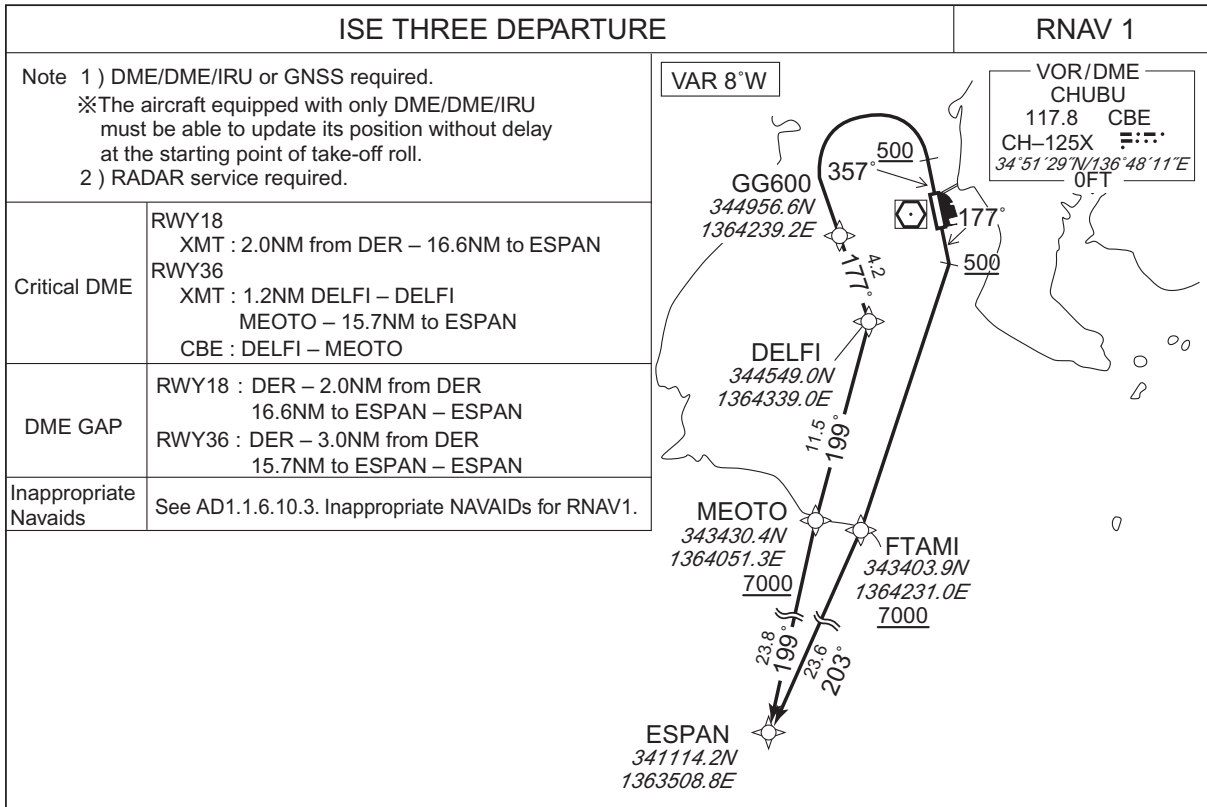 ISE THREE DEPARTURE
RNAV 1
Note 1 ) DME/DME/IRU or GNSS required.
※The aircraft equipped with only DME/DME/IRU
must be able to update its position without delay
at the starting point of take-off roll.
2 ) RADAR service required.
Critical DME
RWY18
XMT : 2.0NM from DER – 16.6NM to ESPAN
RWY36
XMT : 1.2NM DELFI – DELFI
MEOTO – 15.7NM to ESPAN
CBE : DELFI – MEOTO
DME GAP
RWY18 : DER – 2.0NM from DER
16.6NM to ESPAN – ESPAN
RWY36 : DER – 3.0NM from DER
15.7NM to ESPAN – ESPAN
Inappropriate
Navaids
See AD1.1.6.10.3. Inappropriate NAVAIDs for RNAV1.
VAR 8°W
VOR/DME
CHUBU
117.8 CBE
CH–125X
34°51´29˝N/136°48´11˝E
0FT
500
357°
GG600
344956.6N
1364239.2E
177°
500
4.2
177°
DELFI
344549.0N
1364339.0E
11.5
199°
MEOTO
343430.4N
1364051.3E
7000
FTAMI
343403.9N
1364231.0E
7000
23.8
199°
23.6
203°
ESPAN
341114.2N
1363508.8E